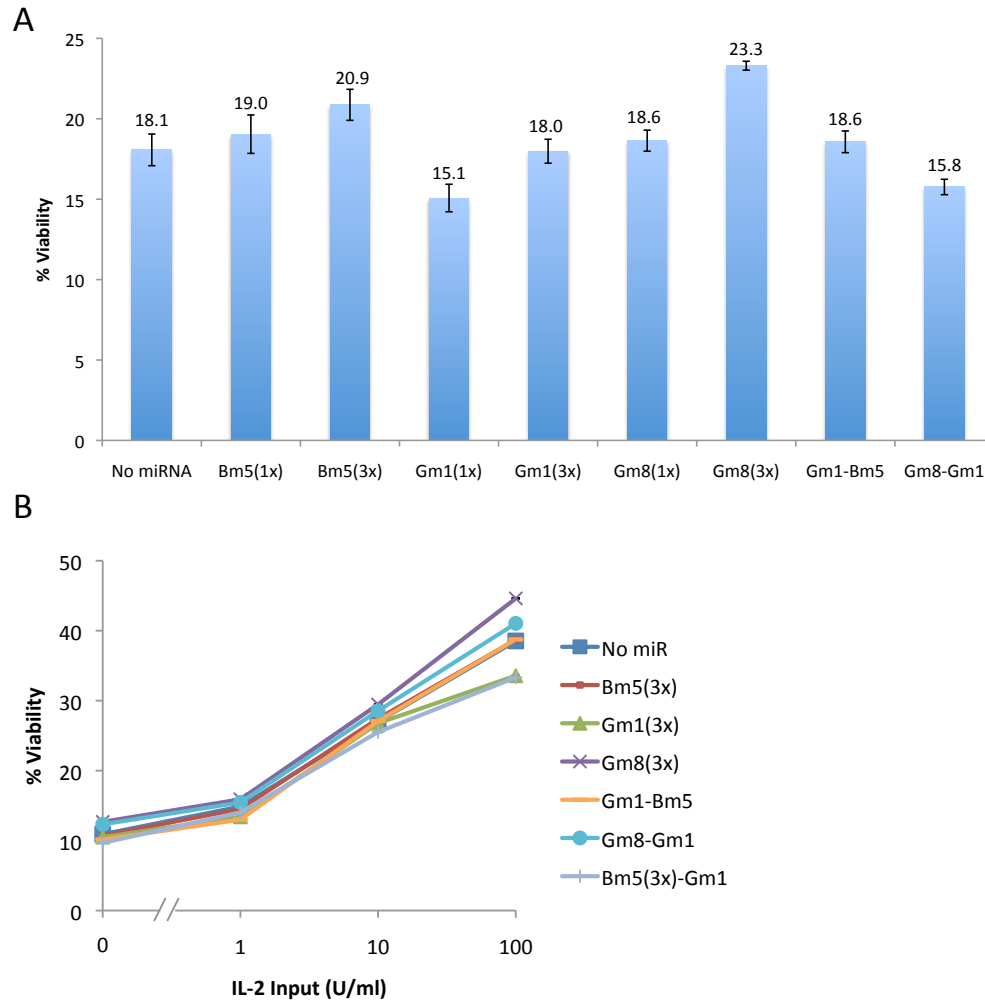 A
25
20
15
10
5
0
% Viability
18.1
19.0
20.9
15.1
18.0
18.6
23.3
18.6
15.8
No miRNA Bm5(1x) Bm5(3x) Gm1(1x) Gm1(3x) Gm8(1x) Gm8(3x) Gm1-Bm5 Gm8-Gm1
B
50
40
30
20
10
0
% Viability
0 1 10 100
IL-2 Input (U/ml)
No miR
Bm5(3x)
Gm1(3x)
Gm8(3x)
Gm1-Bm5
Gm8-Gm1
Bm5(3x)-Gm1